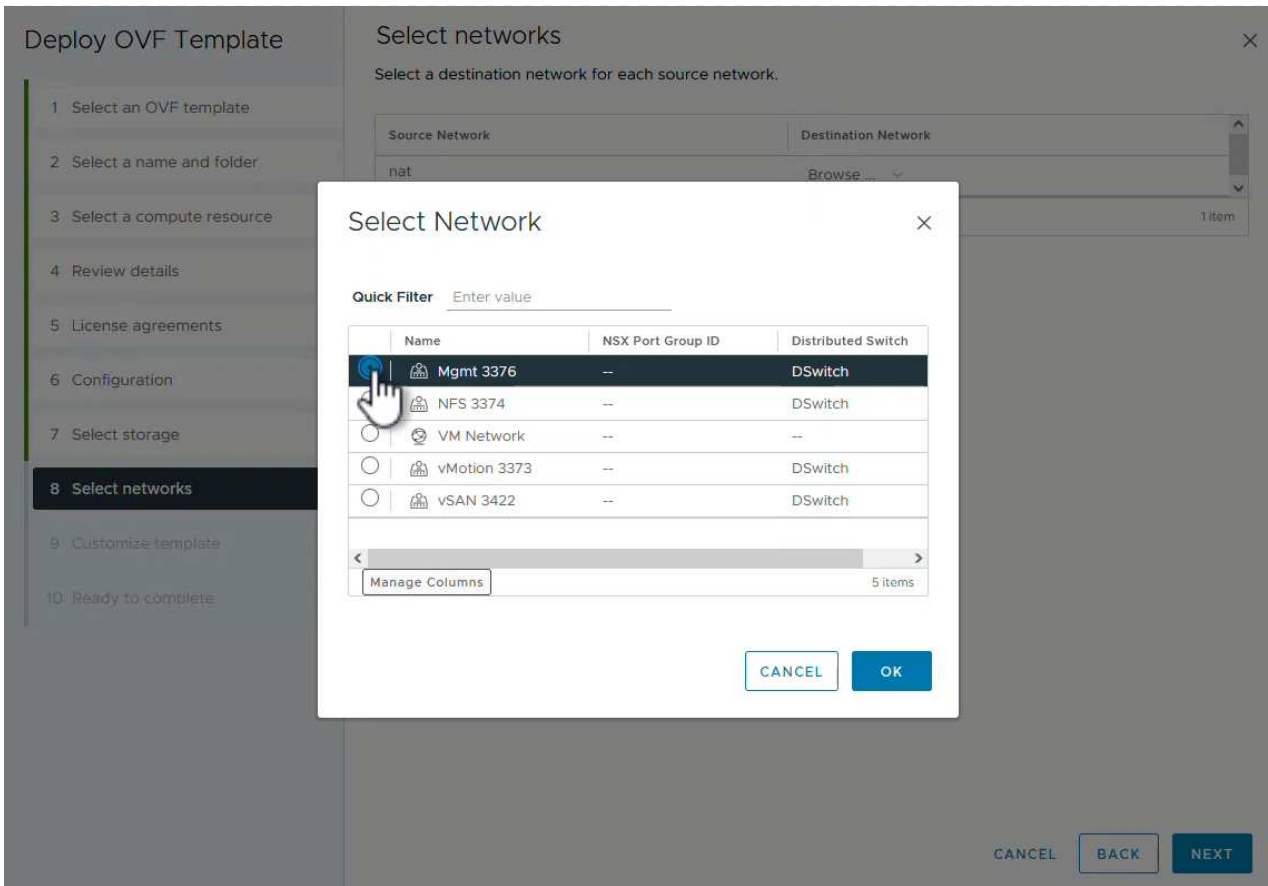 Deploy OVF Template
1 Select an OVF template
2 Select a name and folder
3 Select a compute resource
4 Review details
5 License agreements
6 Configuration
7 Select storage
8 Select networks
9 Customize template
10 Ready to complete
Select networks
Select a destination network for each source network.
Source Network Destination Network
nat Browse ...
1 item
Select Network
Quick Filter Enter value
Name NSX Port Group ID Distributed Switch
Mgmt 3376 -- DSwitch
NFS 3374 -- DSwitch
VM Network -- --
vMotion 3373 -- DSwitch
vSAN 3422 -- DSwitch
Manage Columns 5 items
CANCEL OK
CANCEL BACK NEXT